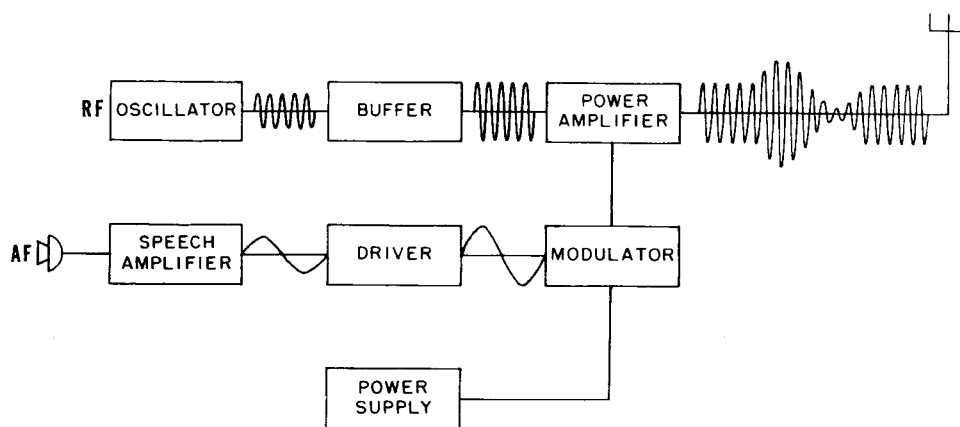 RF
OSCILLATOR
BUFFER
POWER
AMPLIFIER
AF
SPEECH
AMPLIFIER
DRIVER
MODULATOR
POWER
SUPPLY